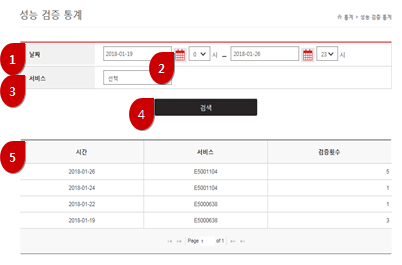 성능 검증 통계
통계 > 성능 검증 통계
1 날짜 2018-01-19 0 시 - 2018-01-26 23 시
2
3 서비스 선택
4 검색
5 시간 서비스 검증횟수
2018-01-26 E5001104 5
2018-01-24 E5001104 1
2018-01-22 E5000638 1
2018-01-19 E5000638 3
Page 1 of 1